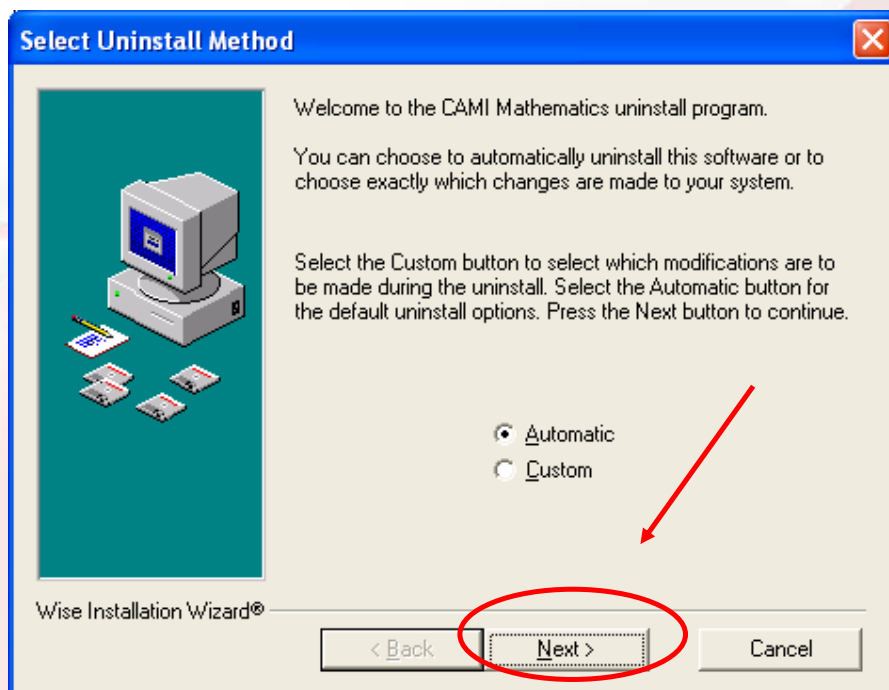 Select Uninstall Method
Welcome to the CAMI Mathematics uninstall program.
You can choose to automatically uninstall this software or to
choose exactly which changes are made to your system.
Select the Custom button to select which modifications are to
be made during the uninstall. Select the Automatic button for
the default uninstall options. Press the Next button to continue.
Automatic
Custom
Wise Installation Wizard®
< Back
Next >
Cancel